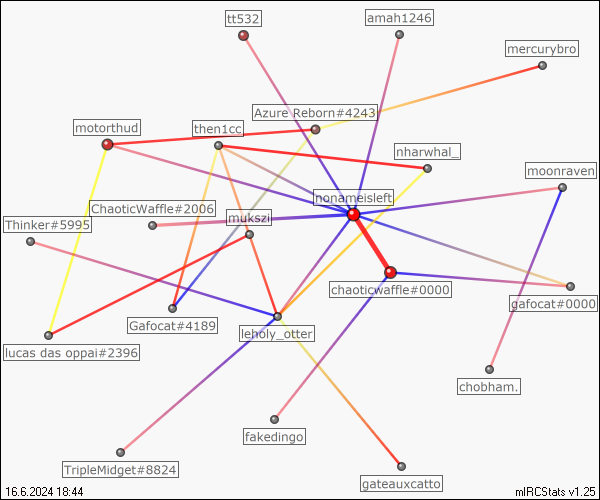 tt532
amah1246
mercurybro
Azure Reborn#4243
motorthud
then1cc
nharwhal_
moonraven
nonameisleft
ChaoticWaffle#2006
mukszi
Thinker#5995
chaoticwaffle#0000
gafocat#0000
Gafocat#4189
leholy_otter
lucas das oppai#2396
chobham.
fakedingo
TripleMidget#8824
gateauxcatto
16.6.2024 18:44
mIRCStats v1.25